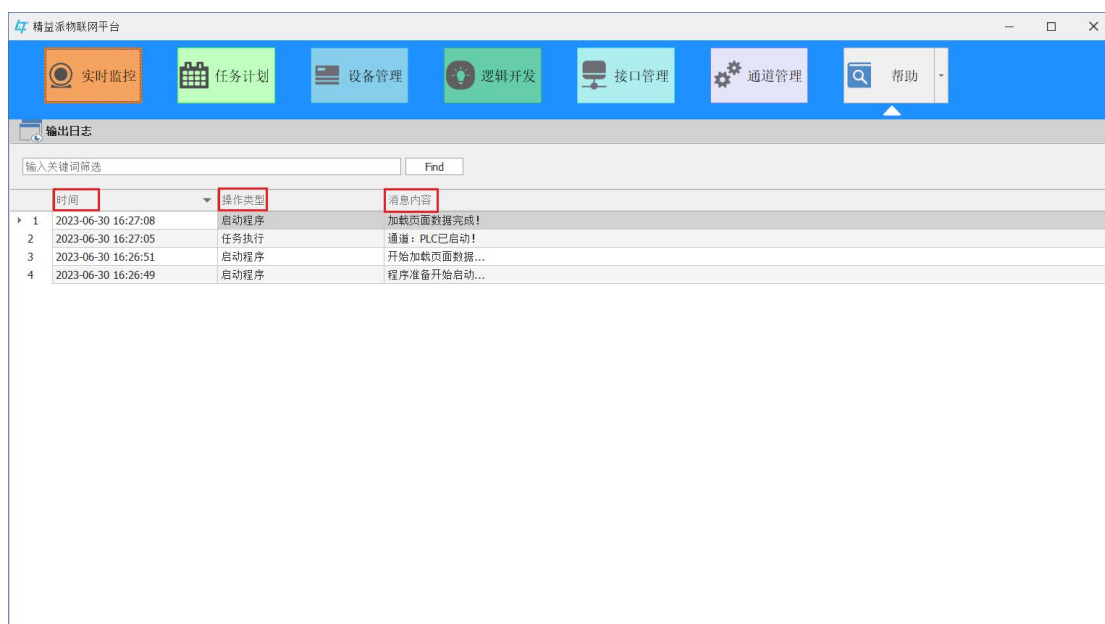 精益派物联网平台
实时监控 任务计划 设备管理 逻辑开发 接口管理 通道管理 帮助
输出日志
输入关键词筛选 Find
时间 操作类型 消息内容
1 2023-06-30 16:27:08 启动程序 加载页面数据完成!
2 2023-06-30 16:27:05 任务执行 通道: PLC已启动!
3 2023-06-30 16:26:51 启动程序 开始加载页面数据...
4 2023-06-30 16:26:49 启动程序 程序准备开始启动...